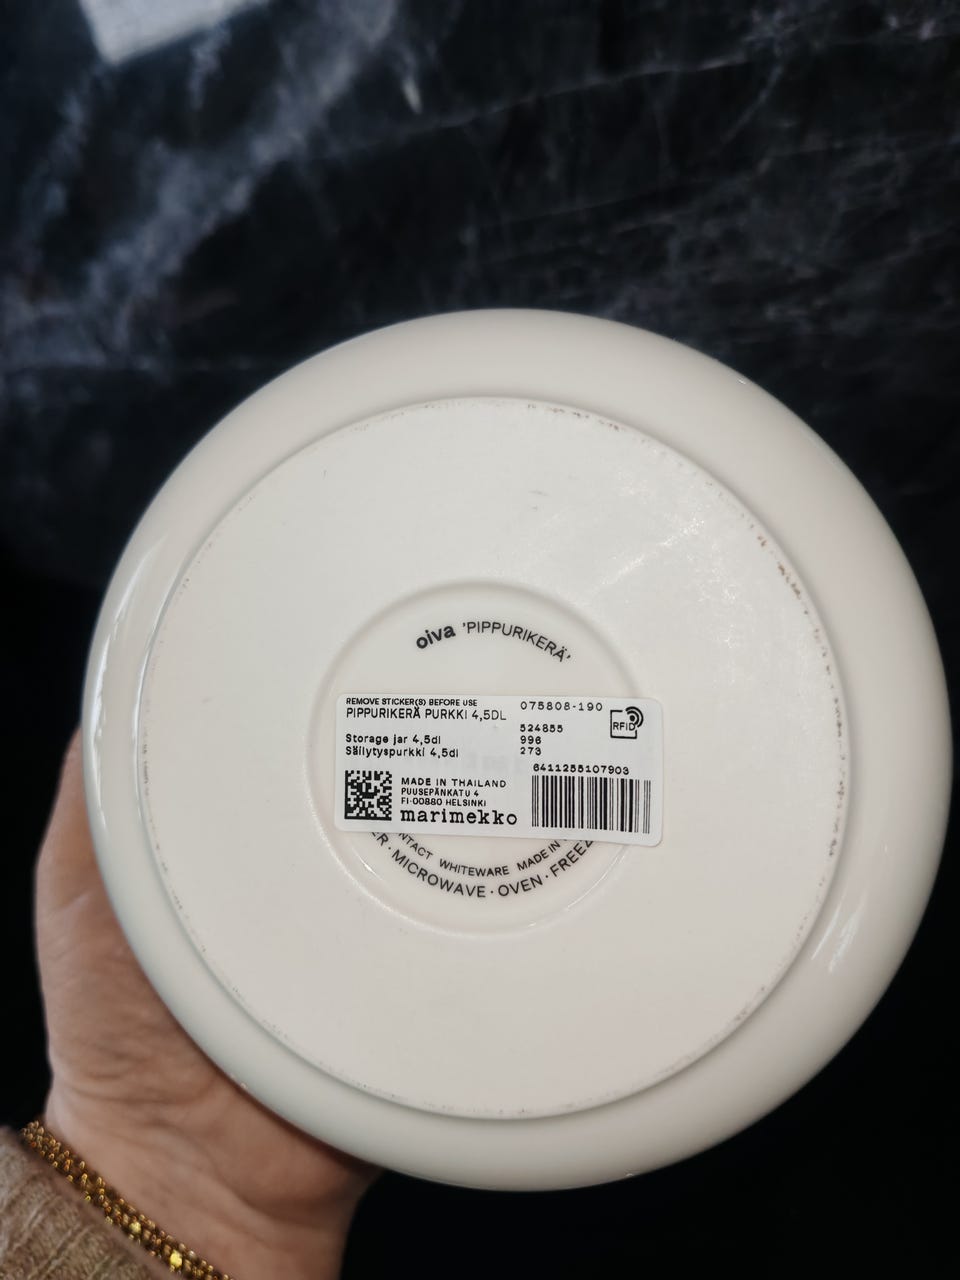 oiva 'PIPPURIKERÄ'
REMOVE STICKER(S) BEFORE USE
PIPPURIKERÄ PURKKI 4,5DL
075808-190
RFID
524855
Storage jar 4,5dl
996
Säilytyspurkki 4,5dl
273
6411255107903
MADE IN THAILAND
PUUSEPÄNKATU 4
FI-00880 HELSINKI
marimekko
WHITEWARE MADE IN
· MICROWAVE · OVEN ·